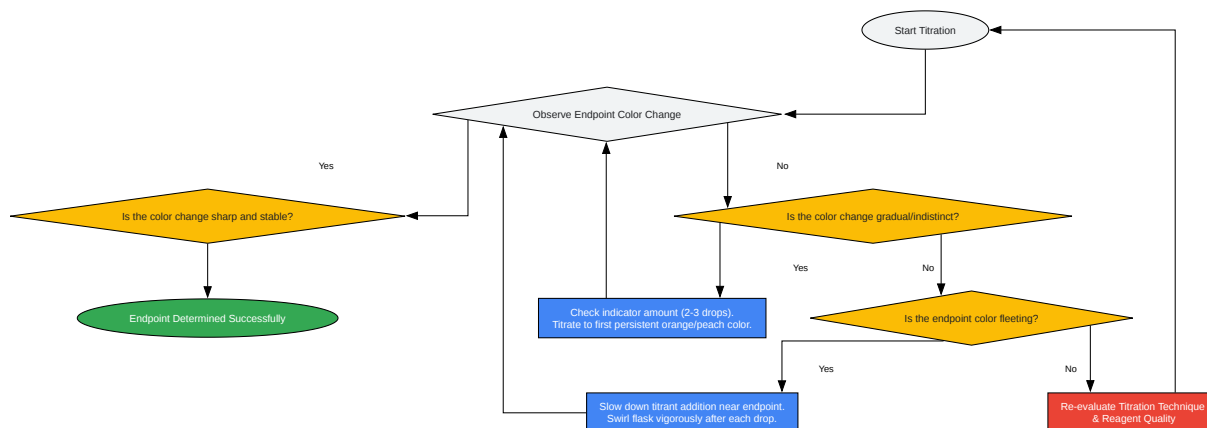 Start Titration
Observe Endpoint Color Change
Yes
No
Is the color change sharp and stable?
Is the color change gradual/indistinct?
Yes
No
Endpoint Determined Successfully
Check indicator amount (2-3 drops).
Titrate to first persistent orange/peach color.
Is the endpoint color fleeting?
Yes
No
Slow down titrant addition near endpoint.
Swirl flask vigorously after each drop.
Re-evaluate Titration Technique
& Reagent Quality